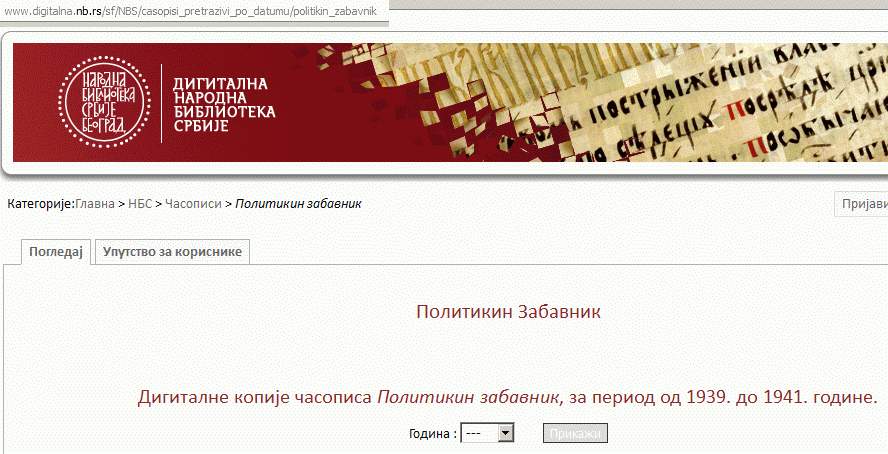 www.digitalna.nb.rs/sf/NBS/casopisi_pretrazivi_po_datumu/politikin_zabavnik
НАРОДНА
БИБЛИОТЕКА
СРБИЈЕ
БЕОГРАД
ДИГИТАЛНА
НАРОДНА
БИБЛИОТЕКА
СРБИЈЕ
Категорије:Главна > НБС > Часописи > Политикин забавник
Пријави
Погледај Упутство за кориснике
Политикин Забавник
Дигиталне копије часописа Политикин забавник, за период од 1939. до 1941. године.
Година : --- Прикажи